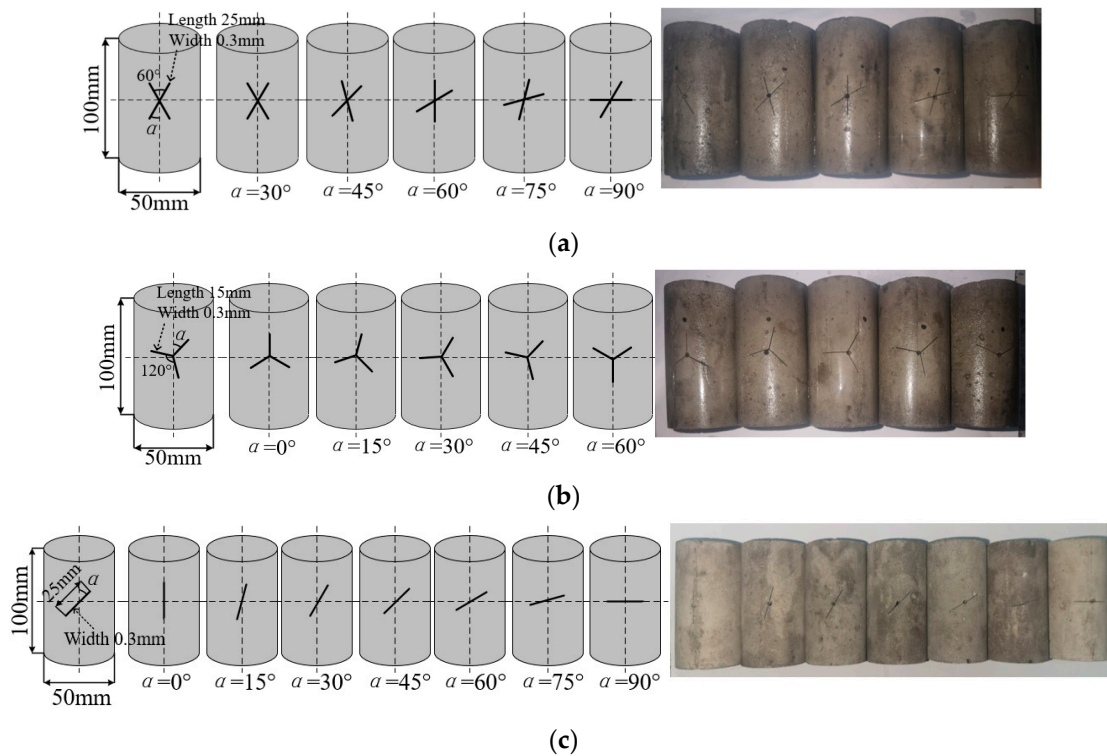 Length 25mm
Width 0.3mm
60°
α
100mm
50mm
α=30° α=45° α=60° α=75° α=90°
(a)
Length 15mm
Width 0.3mm
α
120°
100mm
50mm
α=0° α=15° α=30° α=45° α=60°
(b)
25mm
α
Width 0.3mm
100mm
50mm
α=0° α=15° α=30° α=45° α=60° α=75° α=90°
(c)